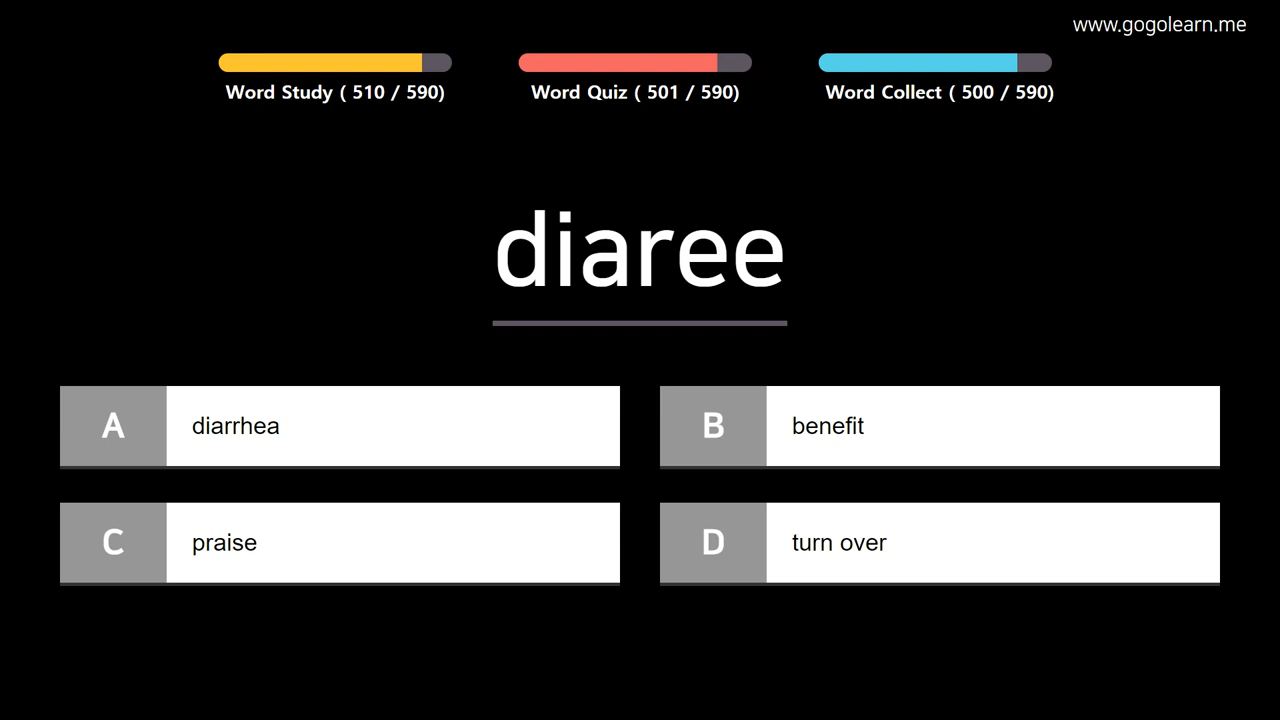 www.gogolearn.me
Word Study ( 510 / 590)
Word Quiz ( 501 / 590)
Word Collect ( 500 / 590)
diaree
A diarrhea
B benefit
C praise
D turn over